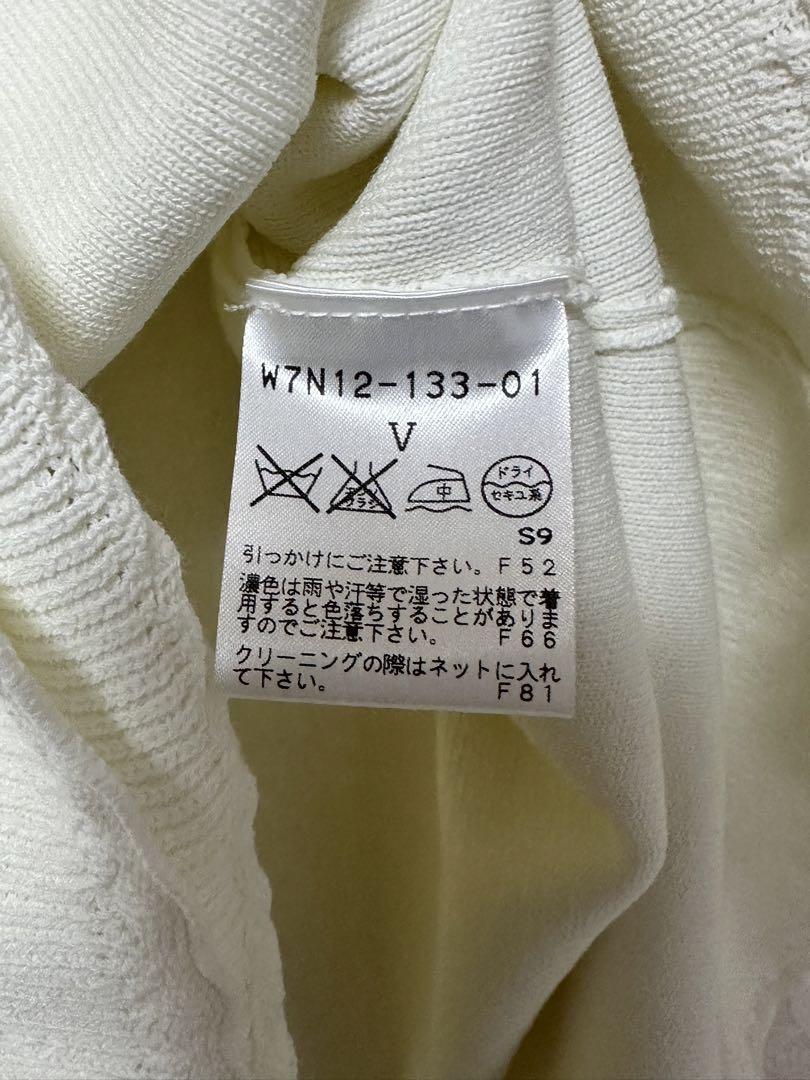 W7N12-133-01
V
中
ドライ
セキユ系
S9
引っかけにご注意下さい。F52
濃色は雨や汗等で湿った状態で着
用すると色落ちすることがありま
すのでご注意下さい。 F66
クリーニングの際はネットに入れ
て下さい。 F81